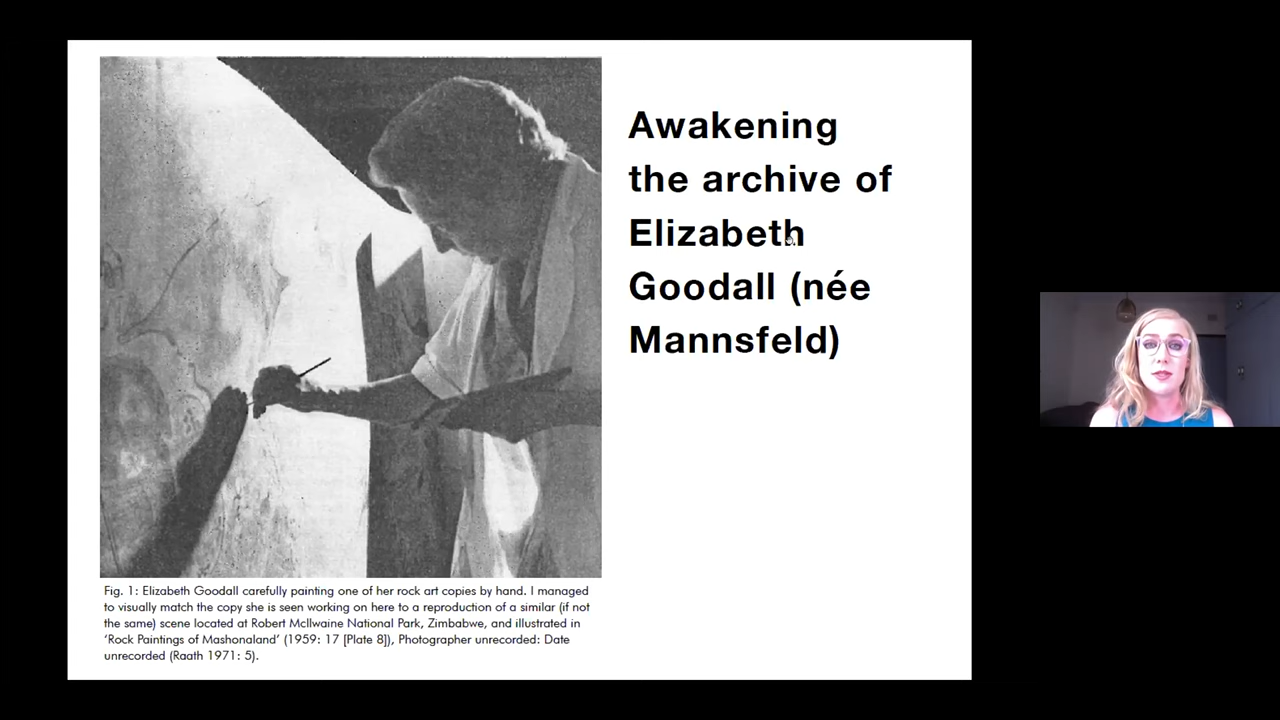 Awakening
the archive of
Elizabeth
Goodall (née
Mannsfeld)
Fig. 1: Elizabeth Goodall carefully painting one of her rock art copies by hand. I managed
to visually match the copy she is seen working on here to a reproduction of a similar (if not
the same) scene located at Robert McIlwaine National Park, Zimbabwe, and illustrated in
‘Rock Paintings of Mashonaland’ (1959: 17 [Plate 8]), Photographer unrecorded: Date
unrecorded (Raath 1971: 5).